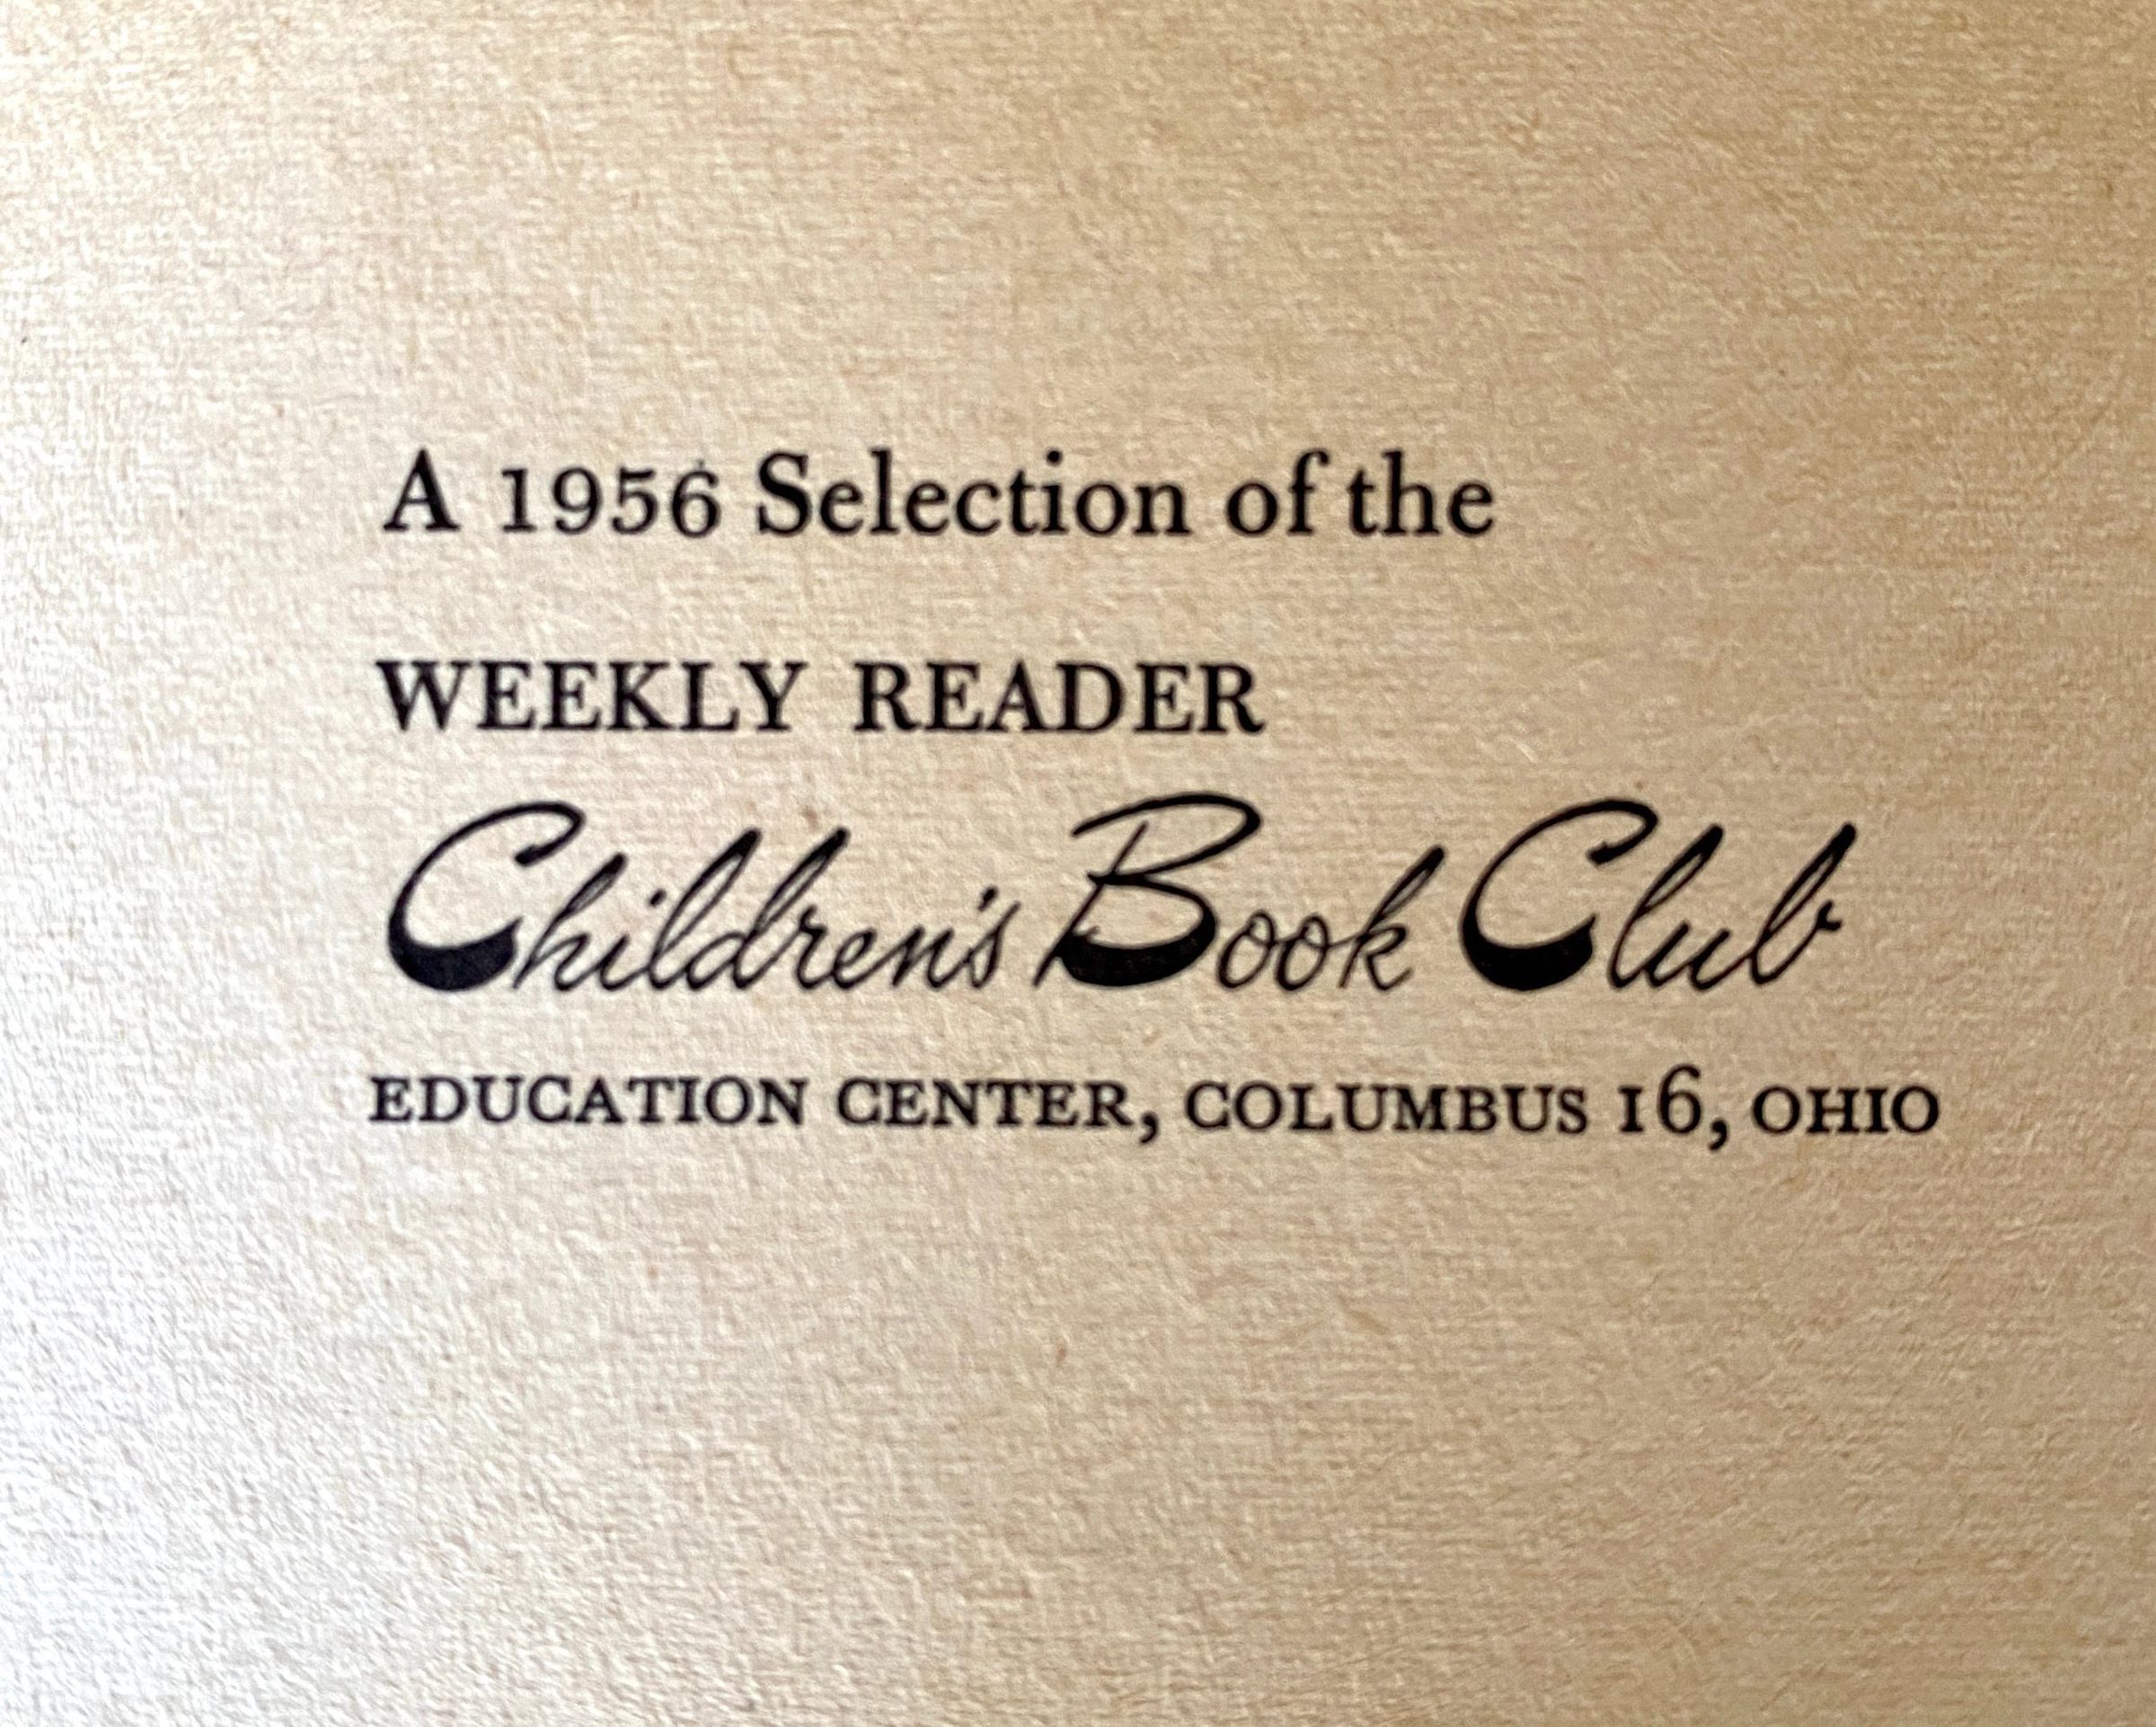 A 1956 Selection of the
WEEKLY READER
Children's Book Club
EDUCATION CENTER, COLUMBUS 16, OHIO